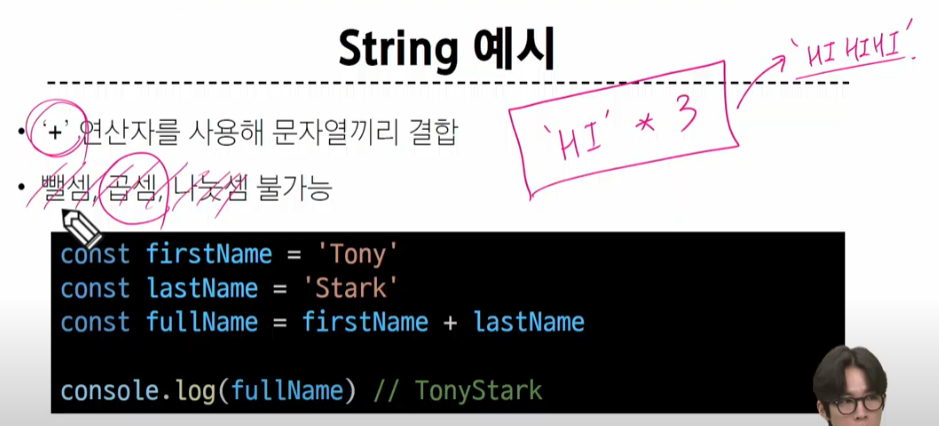 String 예시
'HI HIHI'
'HI' * 3
• '+' 연산자를 사용해 문자열끼리 결합
• 뺄셈, 곱셈, 나눗셈 불가능
const firstName = 'Tony'
const lastName = 'Stark'
const fullName = firstName + lastName
console.log(fullName) // TonyStark